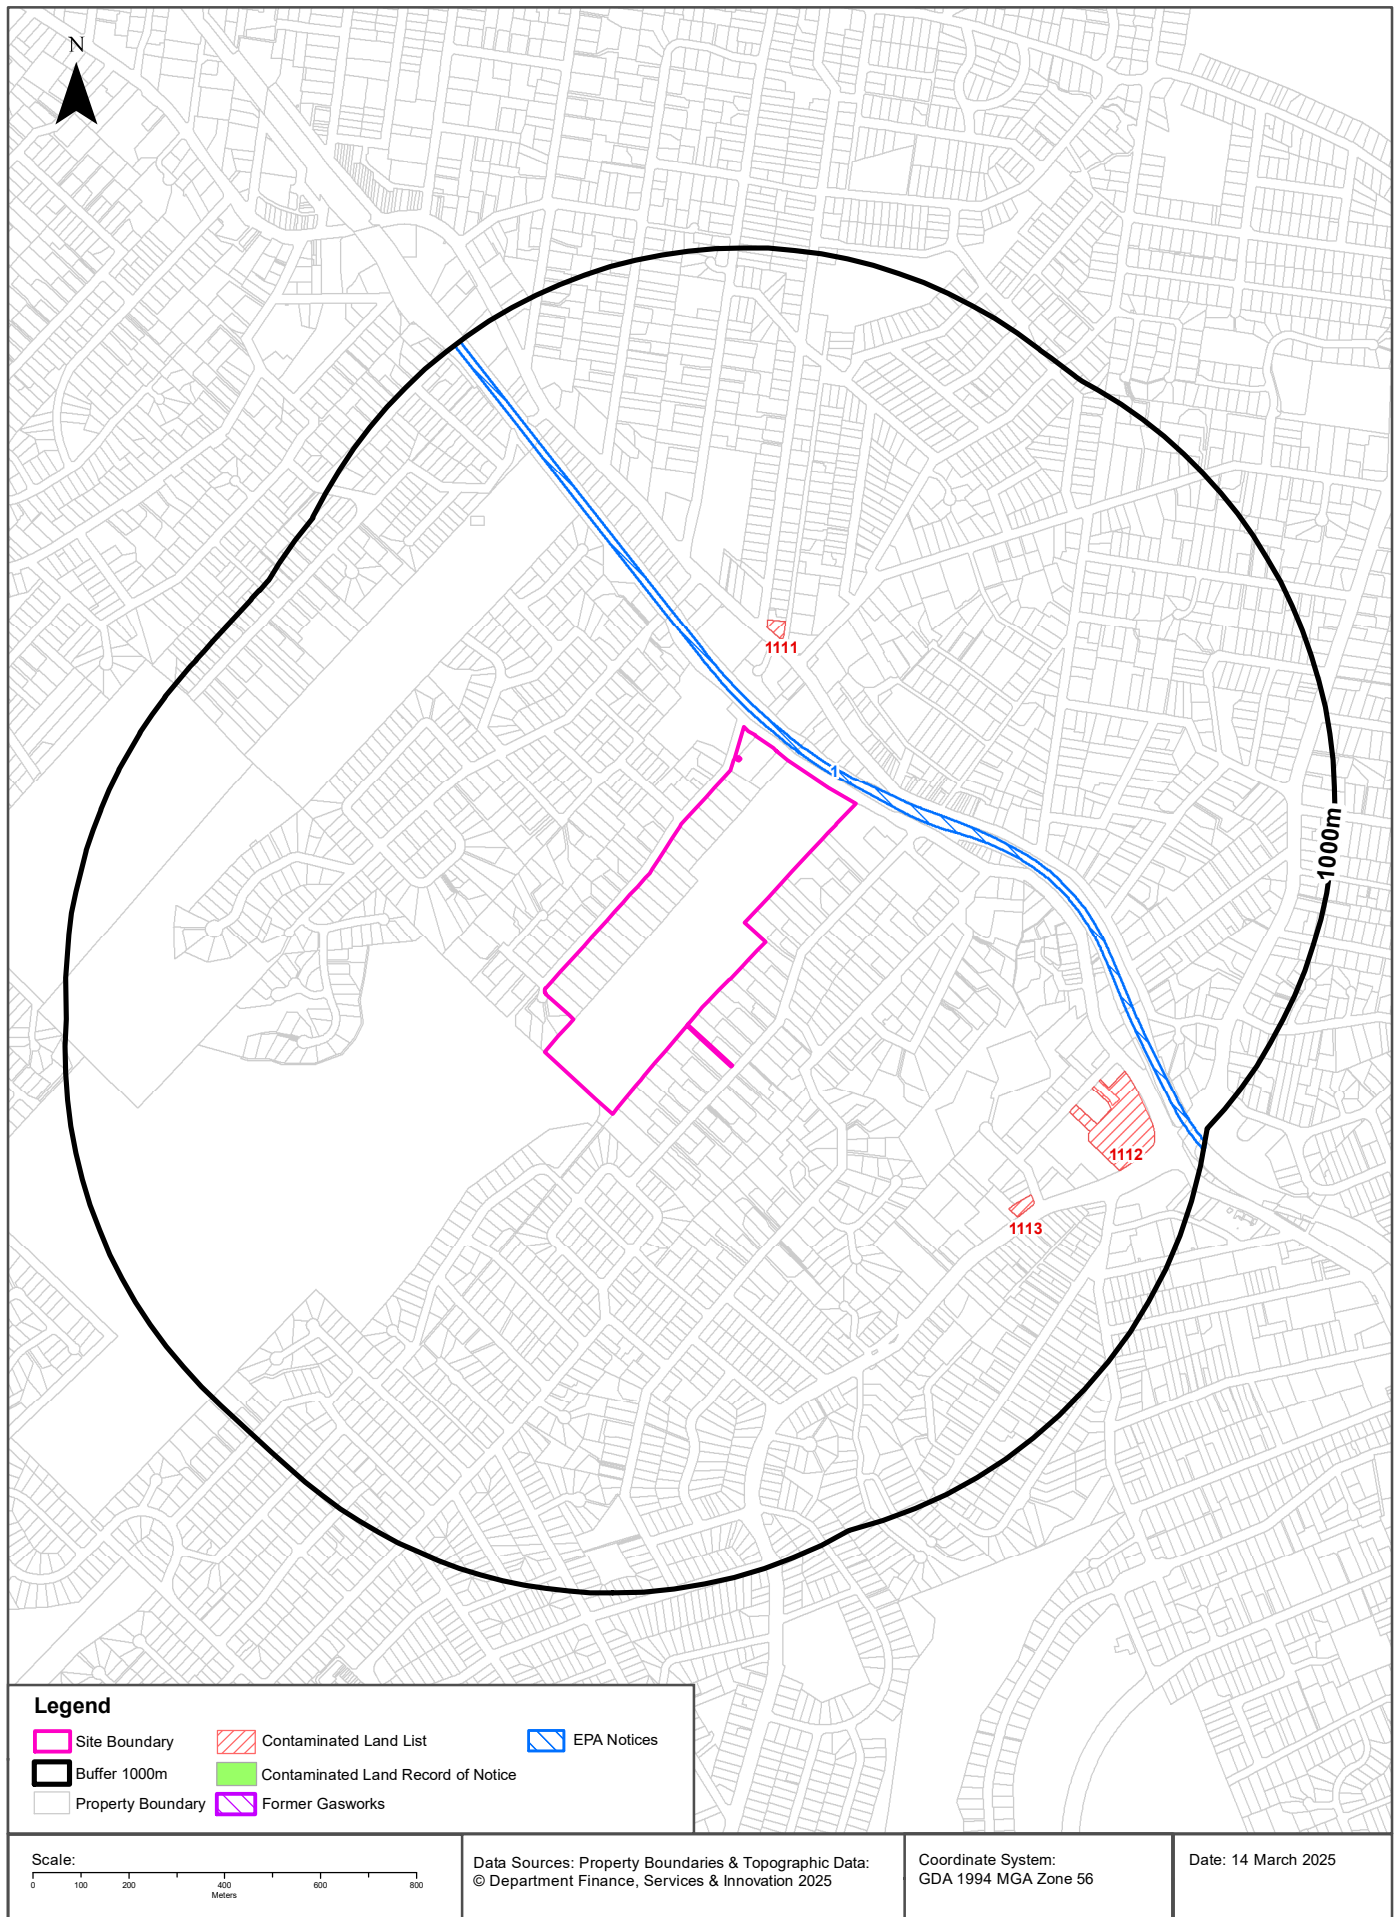 N
1111
1
1000m
1112
1113
Legend
Site Boundary
Contaminated Land List
EPA Notices
Buffer 1000m
Contaminated Land Record of Notice
Property Boundary
Former Gasworks
Scale:
0 100 200 400 600 800
Meters
Data Sources: Property Boundaries & Topographic Data:
© Department Finance, Services & Innovation 2025
Coordinate System:
GDA 1994 MGA Zone 56
Date: 14 March 2025